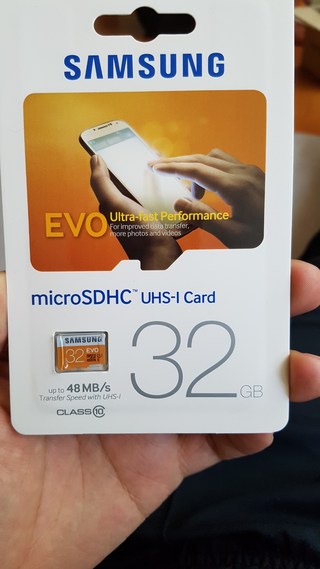 SAMSUNG
EVO Ultra-fast Performance
For improved data transfer,
more photos and videos
microSDHC™ UHS-I Card
SAMSUNG
32 EVO
32 GB
up to 48 MB/s
Transfer Speed with UHS-I
CLASS 10